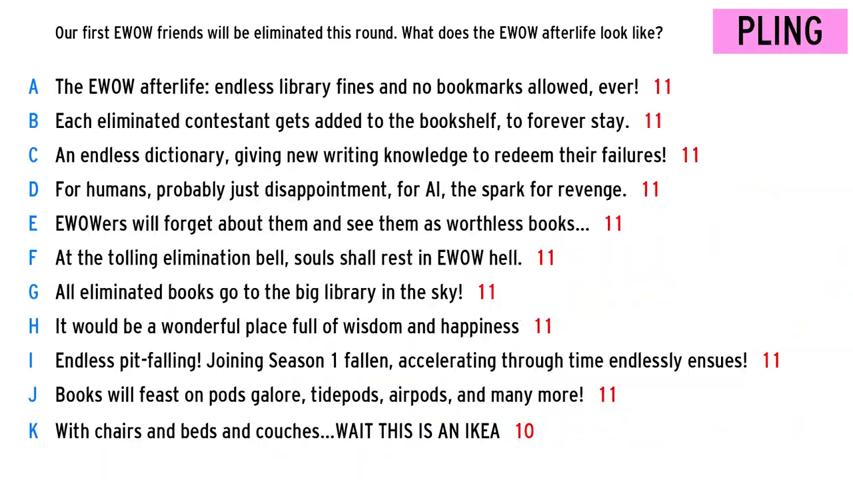 Our first EWOW friends will be eliminated this round. What does the EWOW afterlife look like?
PLING
A The EWOW afterlife: endless library fines and no bookmarks allowed, ever! 11
B Each eliminated contestant gets added to the bookshelf, to forever stay. 11
C An endless dictionary, giving new writing knowledge to redeem their failures! 11
D For humans, probably just disappointment, for AI, the spark for revenge. 11
E EWOWers will forget about them and see them as worthless books... 11
F At the tolling elimination bell, souls shall rest in EWOW hell. 11
G All eliminated books go to the big library in the sky! 11
H It would be a wonderful place full of wisdom and happiness 11
I Endless pit-falling! Joining Season 1 fallen, accelerating through time endlessly ensues! 11
J Books will feast on pods galore, tidepods, airpods, and many more! 11
K With chairs and beds and couches...WAIT THIS IS AN IKEA 10